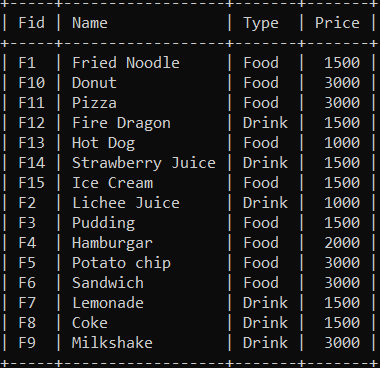 | Fid | Name | Type | Price |
| F1 | Fried Noodle | Food | 1500 |
| F10 | Donut | Food | 3000 |
| F11 | Pizza | Food | 3000 |
| F12 | Fire Dragon | Drink | 1500 |
| F13 | Hot Dog | Food | 1000 |
| F14 | Strawberry Juice | Drink | 1500 |
| F15 | Ice Cream | Food | 1500 |
| F2 | Lichee Juice | Drink | 1000 |
| F3 | Pudding | Food | 1500 |
| F4 | Hamburgar | Food | 2000 |
| F5 | Potato chip | Food | 3000 |
| F6 | Sandwich | Food | 3000 |
| F7 | Lemonade | Drink | 1500 |
| F8 | Coke | Drink | 1500 |
| F9 | Milkshake | Drink | 3000 |